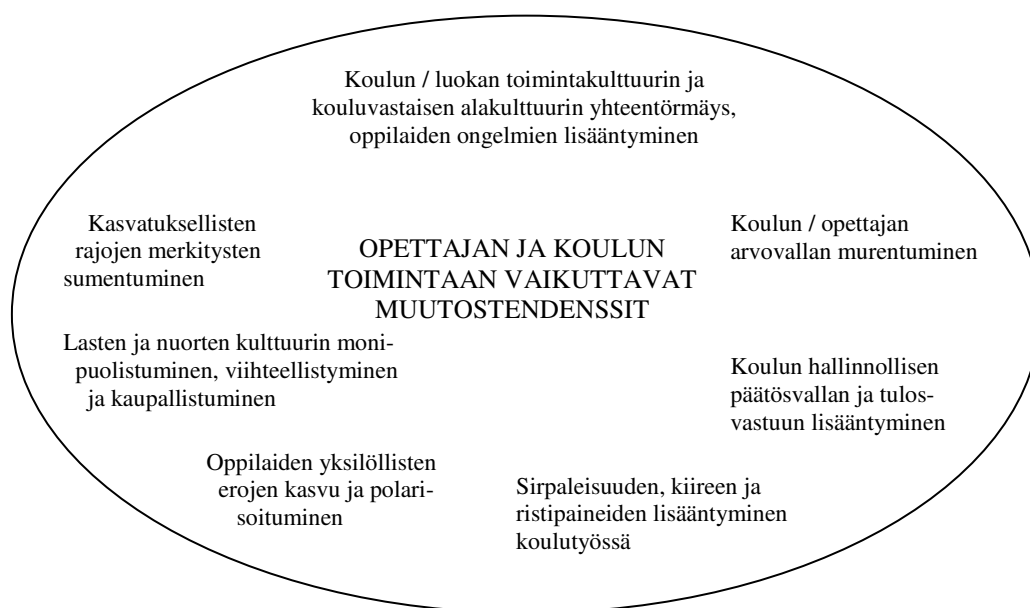 Koulun / luokan toimintakulttuurin ja
kouluvastaisen alakulttuurin yhteentörmäys,
oppilaiden ongelmien lisääntyminen
Kasvatuksellisten
rajojen merkitysten
sumentuminen
OPETTAJAN JA KOULUN
TOIMINTAAN VAIKUTTAVAT
MUUTOSTENDENSSIT
Koulun / opettajan
arvovallan murentuminen
Lasten ja nuorten kulttuurin moni-
puolistuminen, viihteellistyminen
ja kaupallistuminen
Koulun hallinnollisen
päätösvallan ja tulos-
vastuun lisääntyminen
Oppilaiden yksilöllisten
erojen kasvu ja polari-
soituminen
Sirpaleisuuden, kiireen ja
ristipaineiden lisääntyminen
koulutyössä